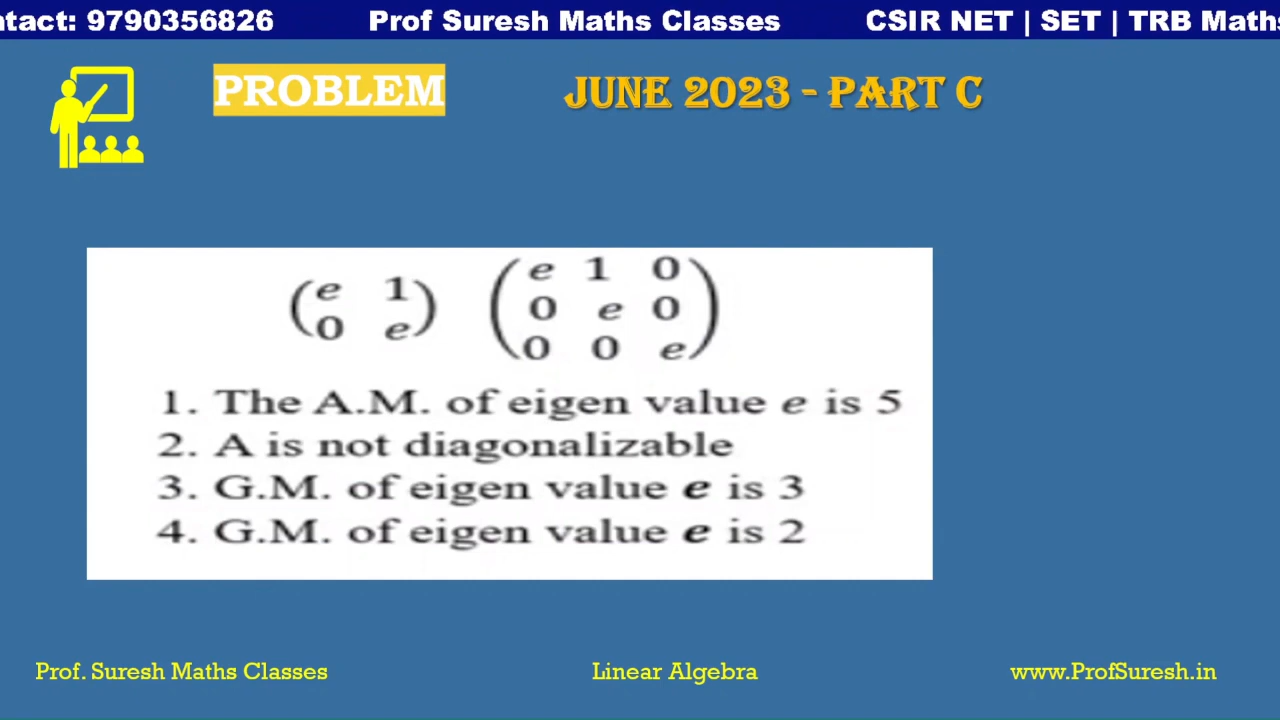 ntact: 9790356826 Prof Suresh Maths Classes CSIR NET | SET | TRB Maths
PROBLEM JUNE 2023 - PART C
e 1
0 e
e 1 0
0 e 0
0 0 e
1. The A.M. of eigen value e is 5
2. A is not diagonalizable
3. G.M. of eigen value e is 3
4. G.M. of eigen value e is 2
Prof. Suresh Maths Classes Linear Algebra www.ProfSuresh.in